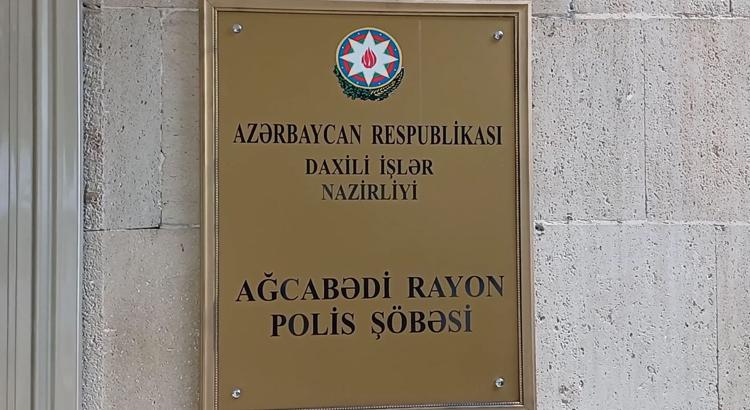 AZƏRBAYCAN RESPUBLİKASI
DAXİLİ İŞLƏR
NAZİRLİYİ
AĞCABƏDİ RAYON
POLİS ŞÖBƏSİ